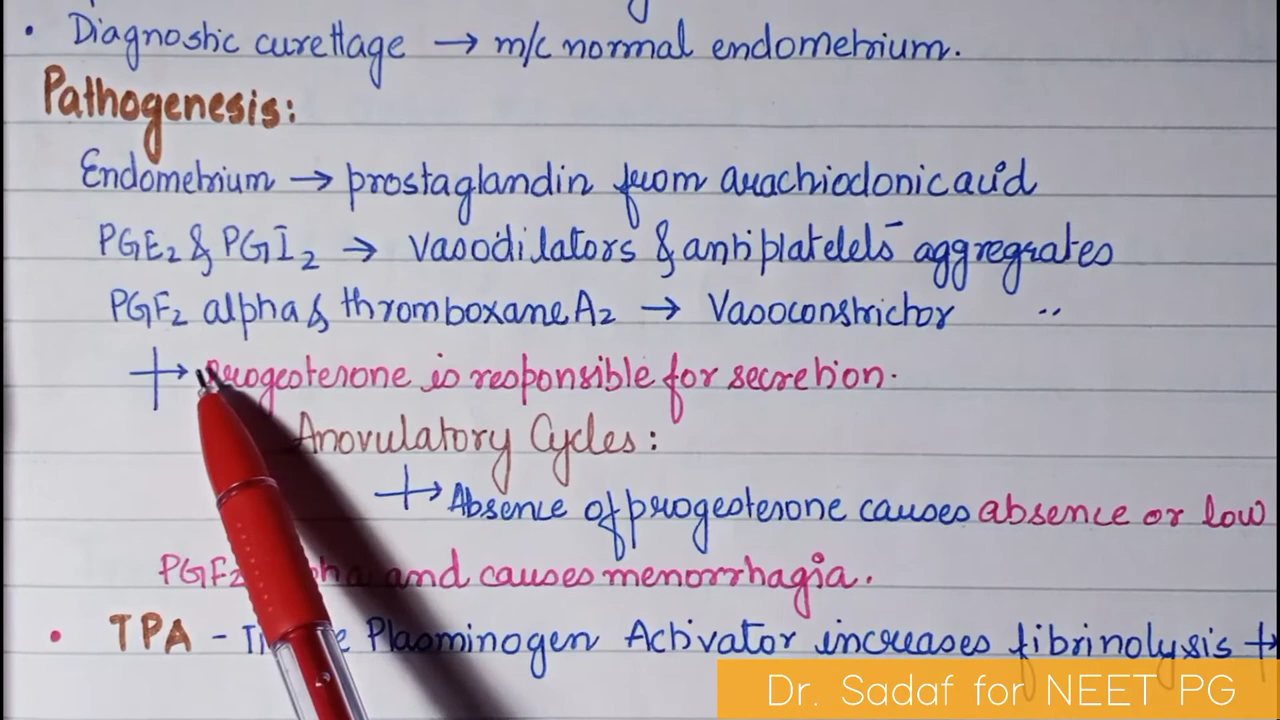 • Diagnostic curettage → m/c normal endometrium.
Pathogenesis:
Endometrium → prostaglandin from arachiodonic acid
PGE2 & PGI2 → Vasodilators & antiplatelets aggregates
PGF2 alpha & thromboxane A2 → Vasoconstrictor "
→ progesterone is responsible for secretion.
Anovulatory Cycles:
→ Absence of progesterone causes absence or low
PGF2 and causes menorrhagia.
• TPA - Plasminogen Activator increases fibrinolysis →
Dr. Sadaf for NEET PG